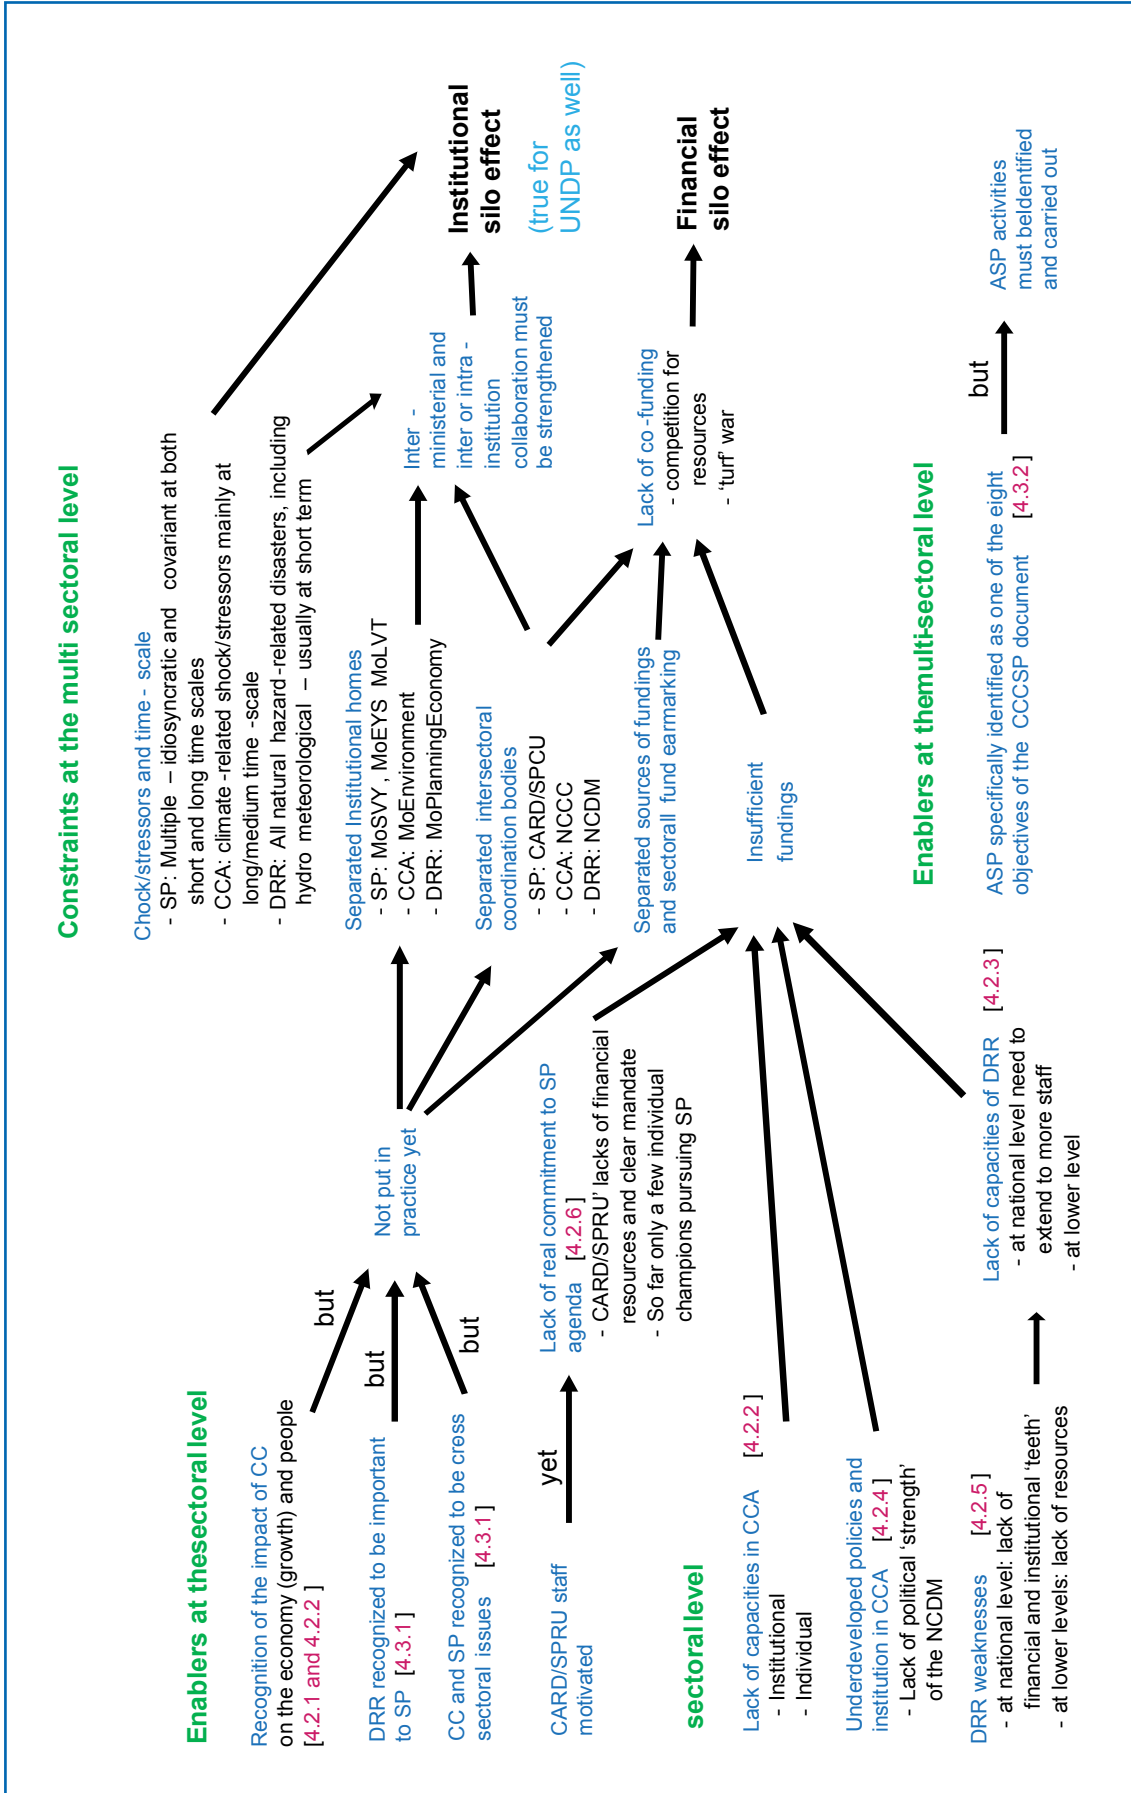 Constraints at the multi sectoral level
Chock/stressors and time - scale
- SP: Multiple – idiosyncratic and covariant at both
short and long time scales
- CCA: climate -related shock/stressors mainly at
long/medium time -scale
- DRR: All natural hazard -related disasters, including
hydro meteorological – usually at short term
Enablers at thesectoral level
Recognition of the impact of CC
on the economy (growth) and people
[4.2.1 and 4.2.2 ]
but
DRR recognized to be important
to SP [4.3.1]
but
CC and SP recognized to be cross
sectoral issues [4.3.1 ]
but
Not put in
practice yet
Separated Institutional homes
- SP: MoSVY , MoEYS MoLVT
- CCA: MoEnvironment
- DRR: MoPlanningEconomy
Separated intersectoral
coordination bodies
- SP: CARD/SPCU
- CCA: NCCC
- DRR: NCDM
Inter -
ministerial and
inter or intra -
institution
collaboration must
be strengthened
Institutional
silo effect
(true for
UNDP as well)
CARD/SPRU staff
motivated
yet
Lack of real commitment to SP
agenda [4.2.6 ]
- CARD/SPRU' lacks of financial
resources and clear mandate
- So far only a few individual
champions pursuing SP
Separated sources of fundings
and sectorall fund earmarking
Lack of co -funding
- competition for
resources
- ‘turf’ war
Financial
silo effect
sectoral level
Lack of capacities in CCA [4.2.2 ]
- Institutional
- Individual
Insufficient
fundings
Underdeveloped policies and
institution in CCA [4.2.4 ]
- Lack of political ‘strength’
of the NCDM
DRR weaknesses [4.2.5 ]
- at national level: lack of
financial and institutional ‘teeth’
- at lower levels: lack of resources
Lack of capacities of DRR [4.2.3 ]
- at national level need to
extend to more staff
- at lower level
Enablers at themulti-sectoral level
ASP specifically identified as one of the eight
objectives of the CCCSP document [4.3.2 ]
but
ASP activities
must beIdentified
and carried out